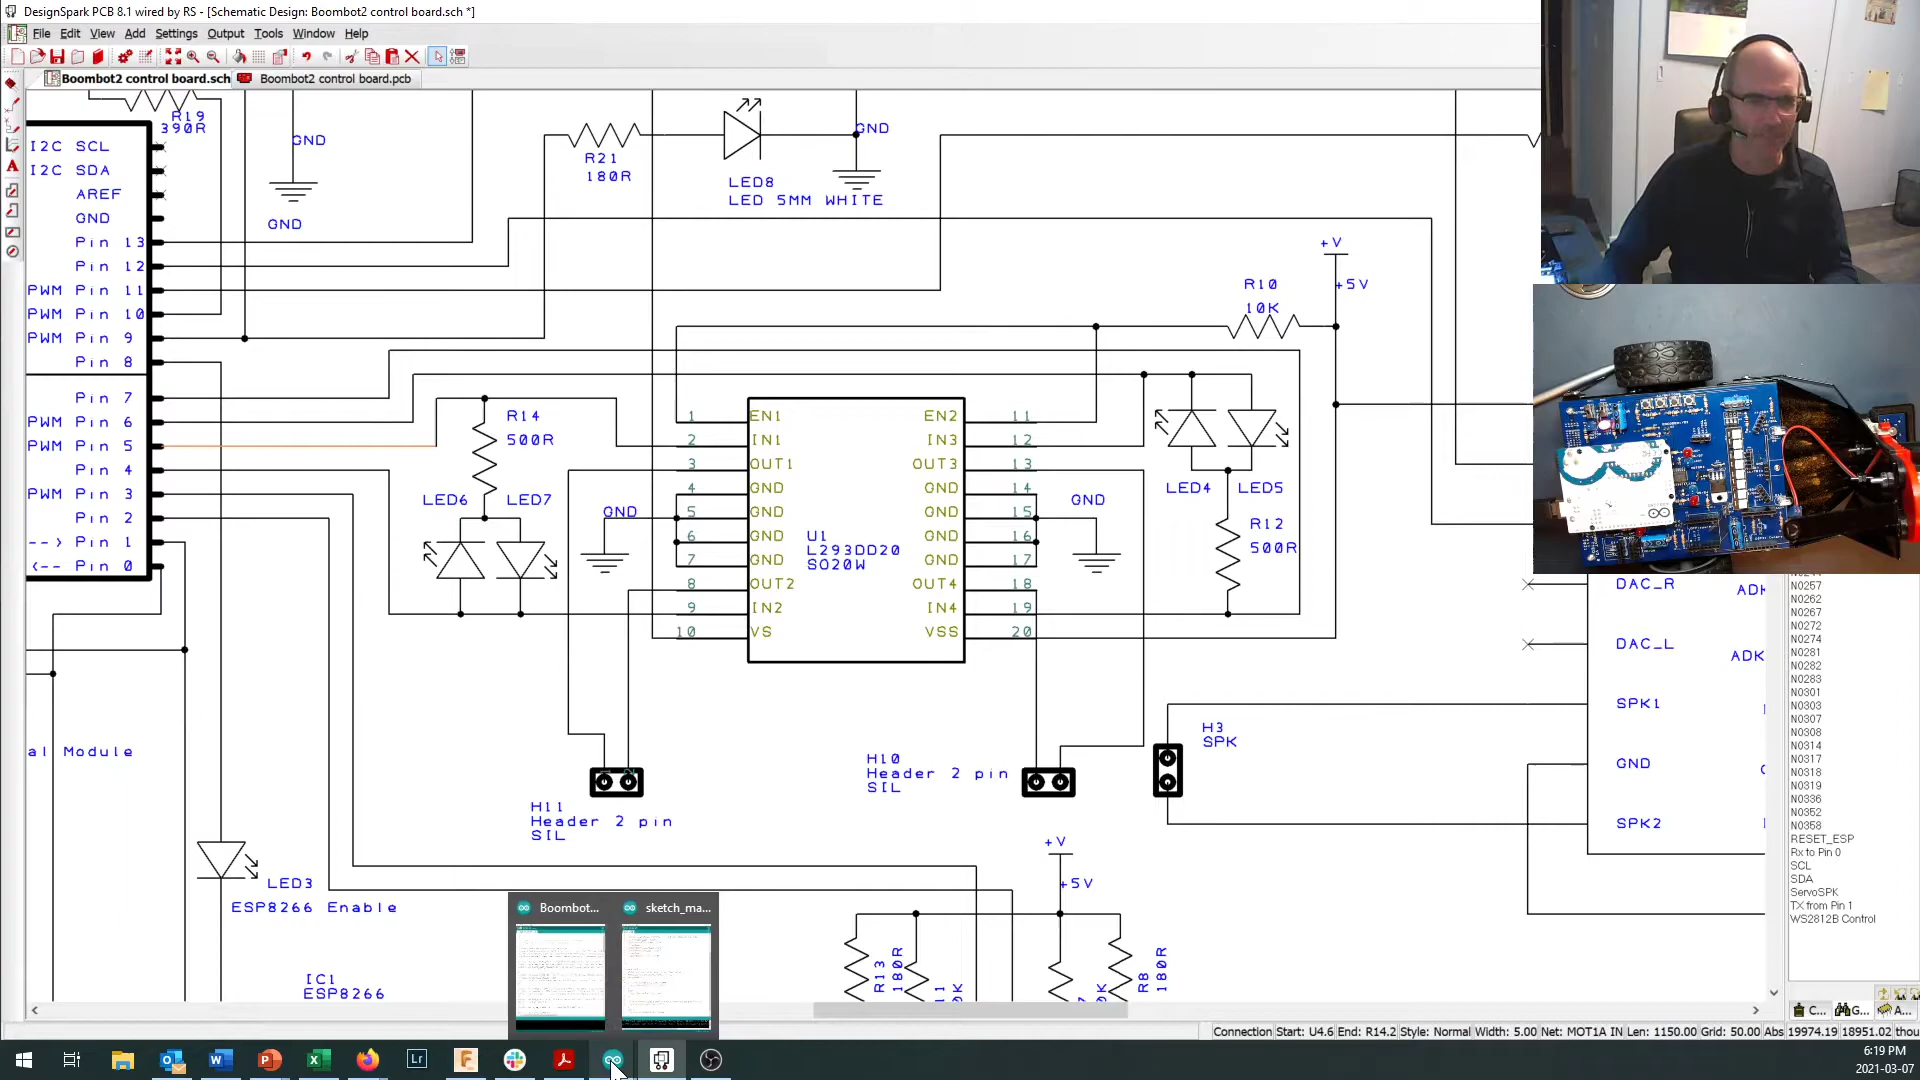 DesignSpark PCB 8.1 wired by RS - [Schematic Design: Boombot2 control board.sch *]
File Edit View Add Settings Output Tools Window Help
Boombot2 control board.sch Boombot2 control board.pcb
R19
390R
I2C SCL
I2C SDA
AREF
GND
Pin 13
Pin 12
PWM Pin 11
PWM Pin 10
PWM Pin 9
Pin 8
Pin 7
PWM Pin 6
PWM Pin 5
Pin 4
PWM Pin 3
Pin 2
--> Pin 1
<-- Pin 0
GND
GND
R21
180R
LED8
LED 5MM WHITE
GND
+V
+5V
R10
10K
R14
500R
LED6 LED7
GND
1 EN1 EN2 11
2 IN1 IN3 12
3 OUT1 OUT3 13
4 GND GND 14
5 GND GND 15
6 GND GND 16
7 GND GND 17
8 OUT2 OUT4 18
9 IN2 IN4 19
10 VS VSS 20
U1
L293DD20
SO20W
GND
LED4 LED5
R12
500R
al Module
H11
Header 2 pin
SIL
H10
Header 2 pin
SIL
H3
SPK
DAC_R
DAC_L
SPK1
GND
SPK2
ADK
ADK
LED3
ESP8266 Enable
IC1
ESP8266
+V
+5V
R13
180R
R8
180R
Boombot...
sketch_ma...
N0257
N0262
N0267
N0272
N0274
N0281
N0282
N0283
N0301
N0303
N0307
N0308
N0314
N0317
N0318
N0319
N0336
N0352
N0358
RESET_ESP
Rx to Pin 0
SCL
SDA
ServoSPK
TX from Pin 1
WS2812B Control
C... G... A...
Connection Start: U4.6 End: R14.2 Style: Normal Width: 5.00 Net: MOT1A IN Len: 1150.00 Grid: 50.00 Abs 19974.19 18951.02 thou
Lr
6:19 PM
2021-03-07